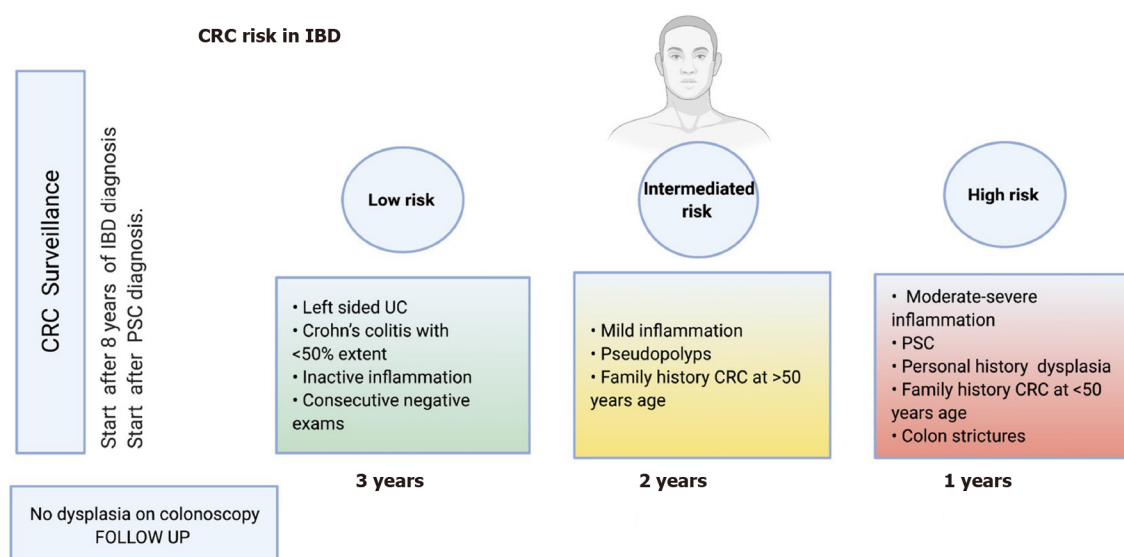 CRC risk in IBD
CRC Surveillance
Start after 8 years of IBD diagnosis
Start after PSC diagnosis.
Low risk
• Left sided UC
• Crohn's colitis with
<50% extent
• Inactive inflammation
• Consecutive negative
exams
3 years
Intermediated
risk
• Mild inflammation
• Pseudopolyps
• Family history CRC at >50
years age
2 years
High risk
• Moderate-severe
inflammation
• PSC
• Personal history dysplasia
• Family history CRC at <50
years age
• Colon strictures
1 years
No dysplasia on colonoscopy
FOLLOW UP